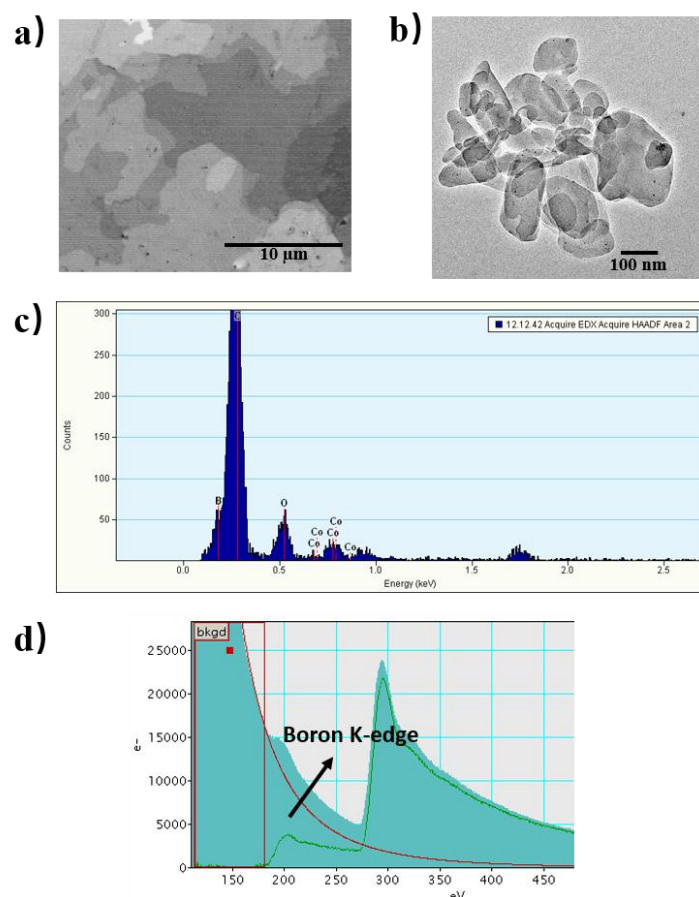 a)
10 µm
b)
100 nm
c)
12.12.42 Acquire EDX Acquire HAADF Area 2
300
250
200
150
100
50
Counts
B
O
Co
Co
Co
Co
Co
0.0 0.5 1.0 1.5 2.0 2.5
Energy (keV)
d)
bkgd
25000
20000
15000
10000
5000
0
e-
Boron K-edge
150 200 250 300 350 400 450
eV